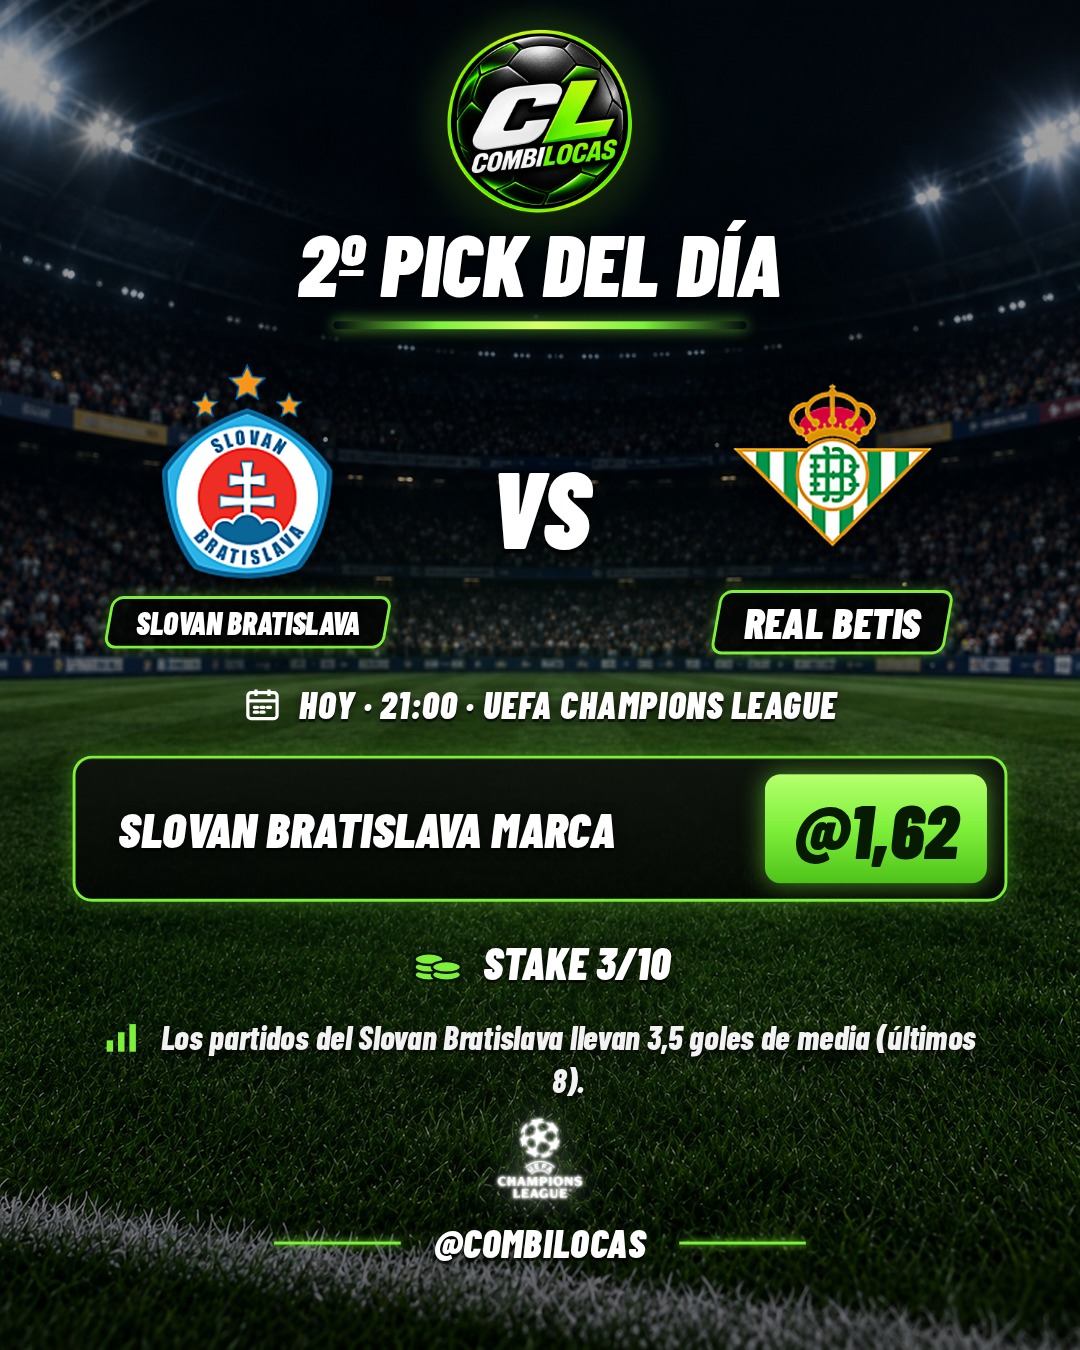 CL
COMBILOCAS
2º PICK DEL DÍA
SLOVAN
BRATISLAVA
VS
SLOVAN BRATISLAVA
REAL BETIS
HOY · 21:00 · UEFA CHAMPIONS LEAGUE
SLOVAN BRATISLAVA MARCA
@1,62
STAKE 3/10
Los partidos del Slovan Bratislava llevan 3,5 goles de media (últimos
8).
UEFA
CHAMPIONS
LEAGUE
@COMBILOCAS